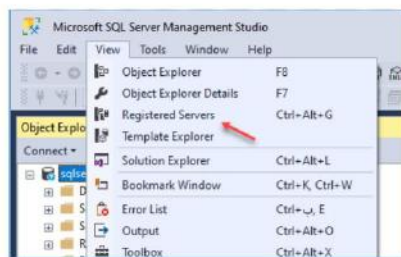 Microsoft SQL Server Management Studio
File Edit View Tools Window Help
Object Explorer F8
Object Explorer Details F7
Registered Servers Ctrl+Alt+G
Template Explorer
Object Explo
Connect
Solution Explorer Ctrl+Alt+L
sqlse
Bookmark Window Ctrl+K, Ctrl+W
D
Error List Ctrl+ب, E
S
S
Output Ctrl+Alt+O
R
Toolbox Ctrl+Alt+X